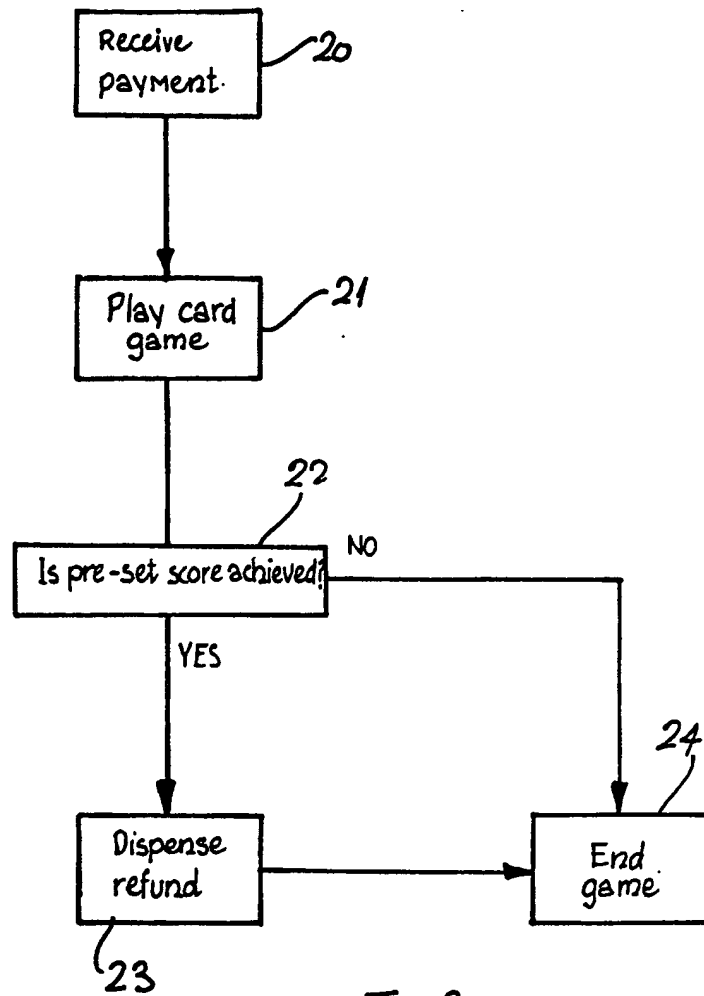 Receive
payment.
20
Play card
game
21
22
Is pre-set score achieved?
NO
YES
24
Dispense
refund
End
game
23